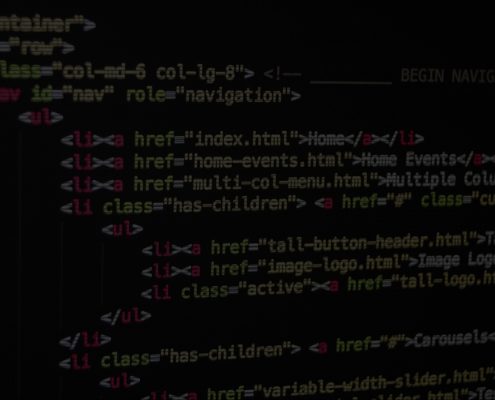 ntainer">
="row">
lass="col-md-6 col-lg-8"> <!-- __________ BEGIN NAVIG
av id="nav" role="navigation">
<ul>
<li><a href="index.html">Home</a></li>
<li><a href="home-events.html">Home Events</a>
<li><a href="multi-col-menu.html">Multiple Colu
<li class="has-children"> <a href="#" class="cu
<ul>
<li><a href="tall-button-header.html">T
<li><a href="image-logo.html">Image Log
<li class="active"><a href="tall-logo.h
</ul>
</li>
<li class="has-children"> <a href="#">Carousels<
<ul>
<li><a href="variable-width-slider.html